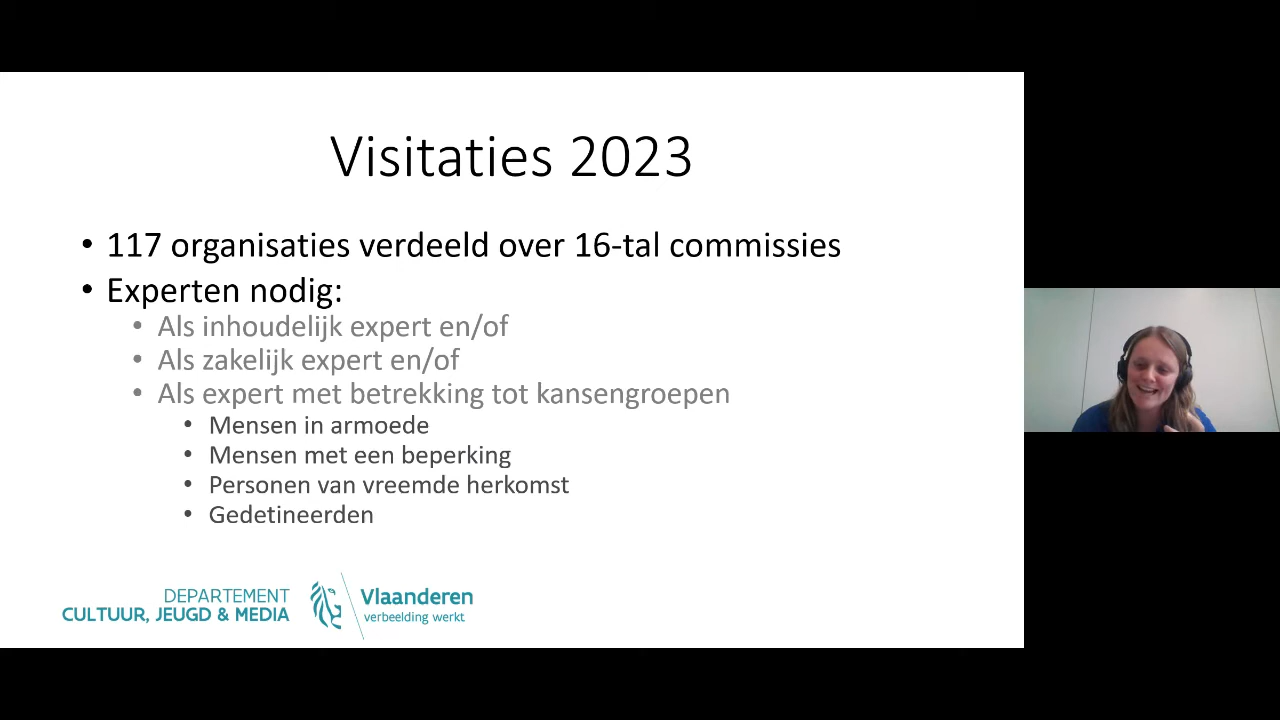 Visitaties 2023
• 117 organisaties verdeeld over 16-tal commissies
• Experten nodig:
• Als inhoudelijk expert en/of
• Als zakelijk expert en/of
• Als expert met betrekking tot kansengroepen
• Mensen in armoede
• Mensen met een beperking
• Personen van vreemde herkomst
• Gedetineerden
DEPARTEMENT
CULTUUR, JEUGD & MEDIA
Vlaanderen
verbeelding werkt